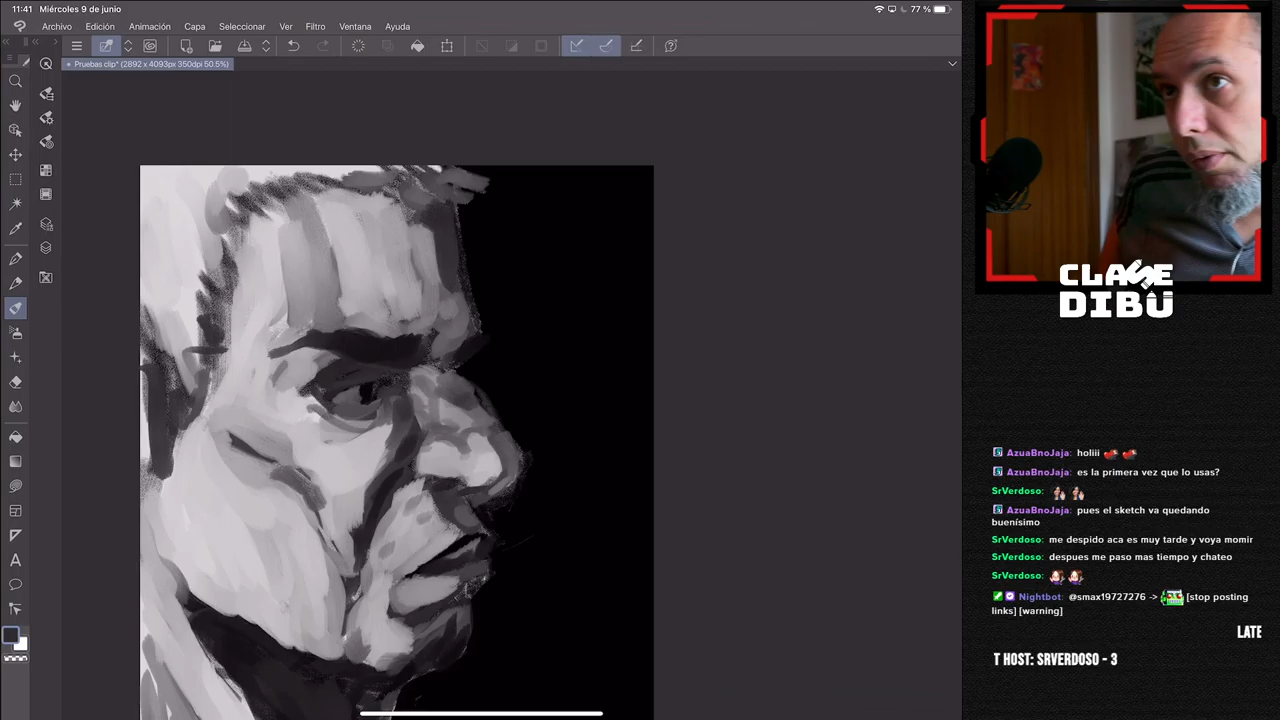 11:41 Miércoles 9 de junio
77 %
Archivo Edición Animación Capa Seleccionar Ver Filtro Ventana Ayuda
Pruebas clip* (2892 x 4093px 350dpi 50.5%)
A
CLASE
DIBU
AzuaBnoJaja: holiii
AzuaBnoJaja: es la primera vez que lo usas?
SrVerdoso:
AzuaBnoJaja: pues el sketch va quedando
buenísimo
SrVerdoso: me despido aca es muy tarde y voya momir
SrVerdoso: despues me paso mas tiempo y chateo
SrVerdoso:
Nightbot: @smax19727276 -> [stop posting
links] [warning]
LATE
T HOST: SRVERDOSO - 3